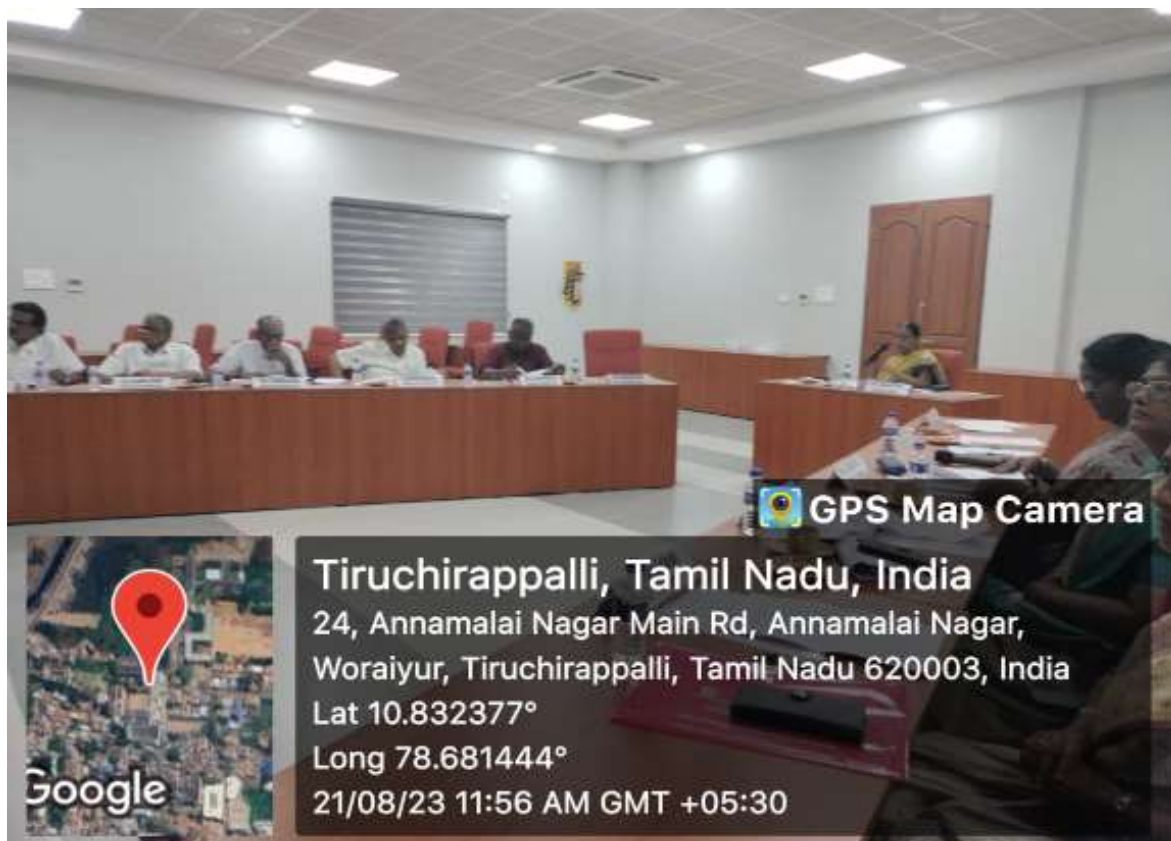 GPS Map Camera
Tiruchirappalli, Tamil Nadu, India
24, Annamalai Nagar Main Rd, Annamalai Nagar,
Woraiyur, Tiruchirappalli, Tamil Nadu 620003, India
Lat 10.832377°
Long 78.681444°
21/08/23 11:56 AM GMT +05:30
Google